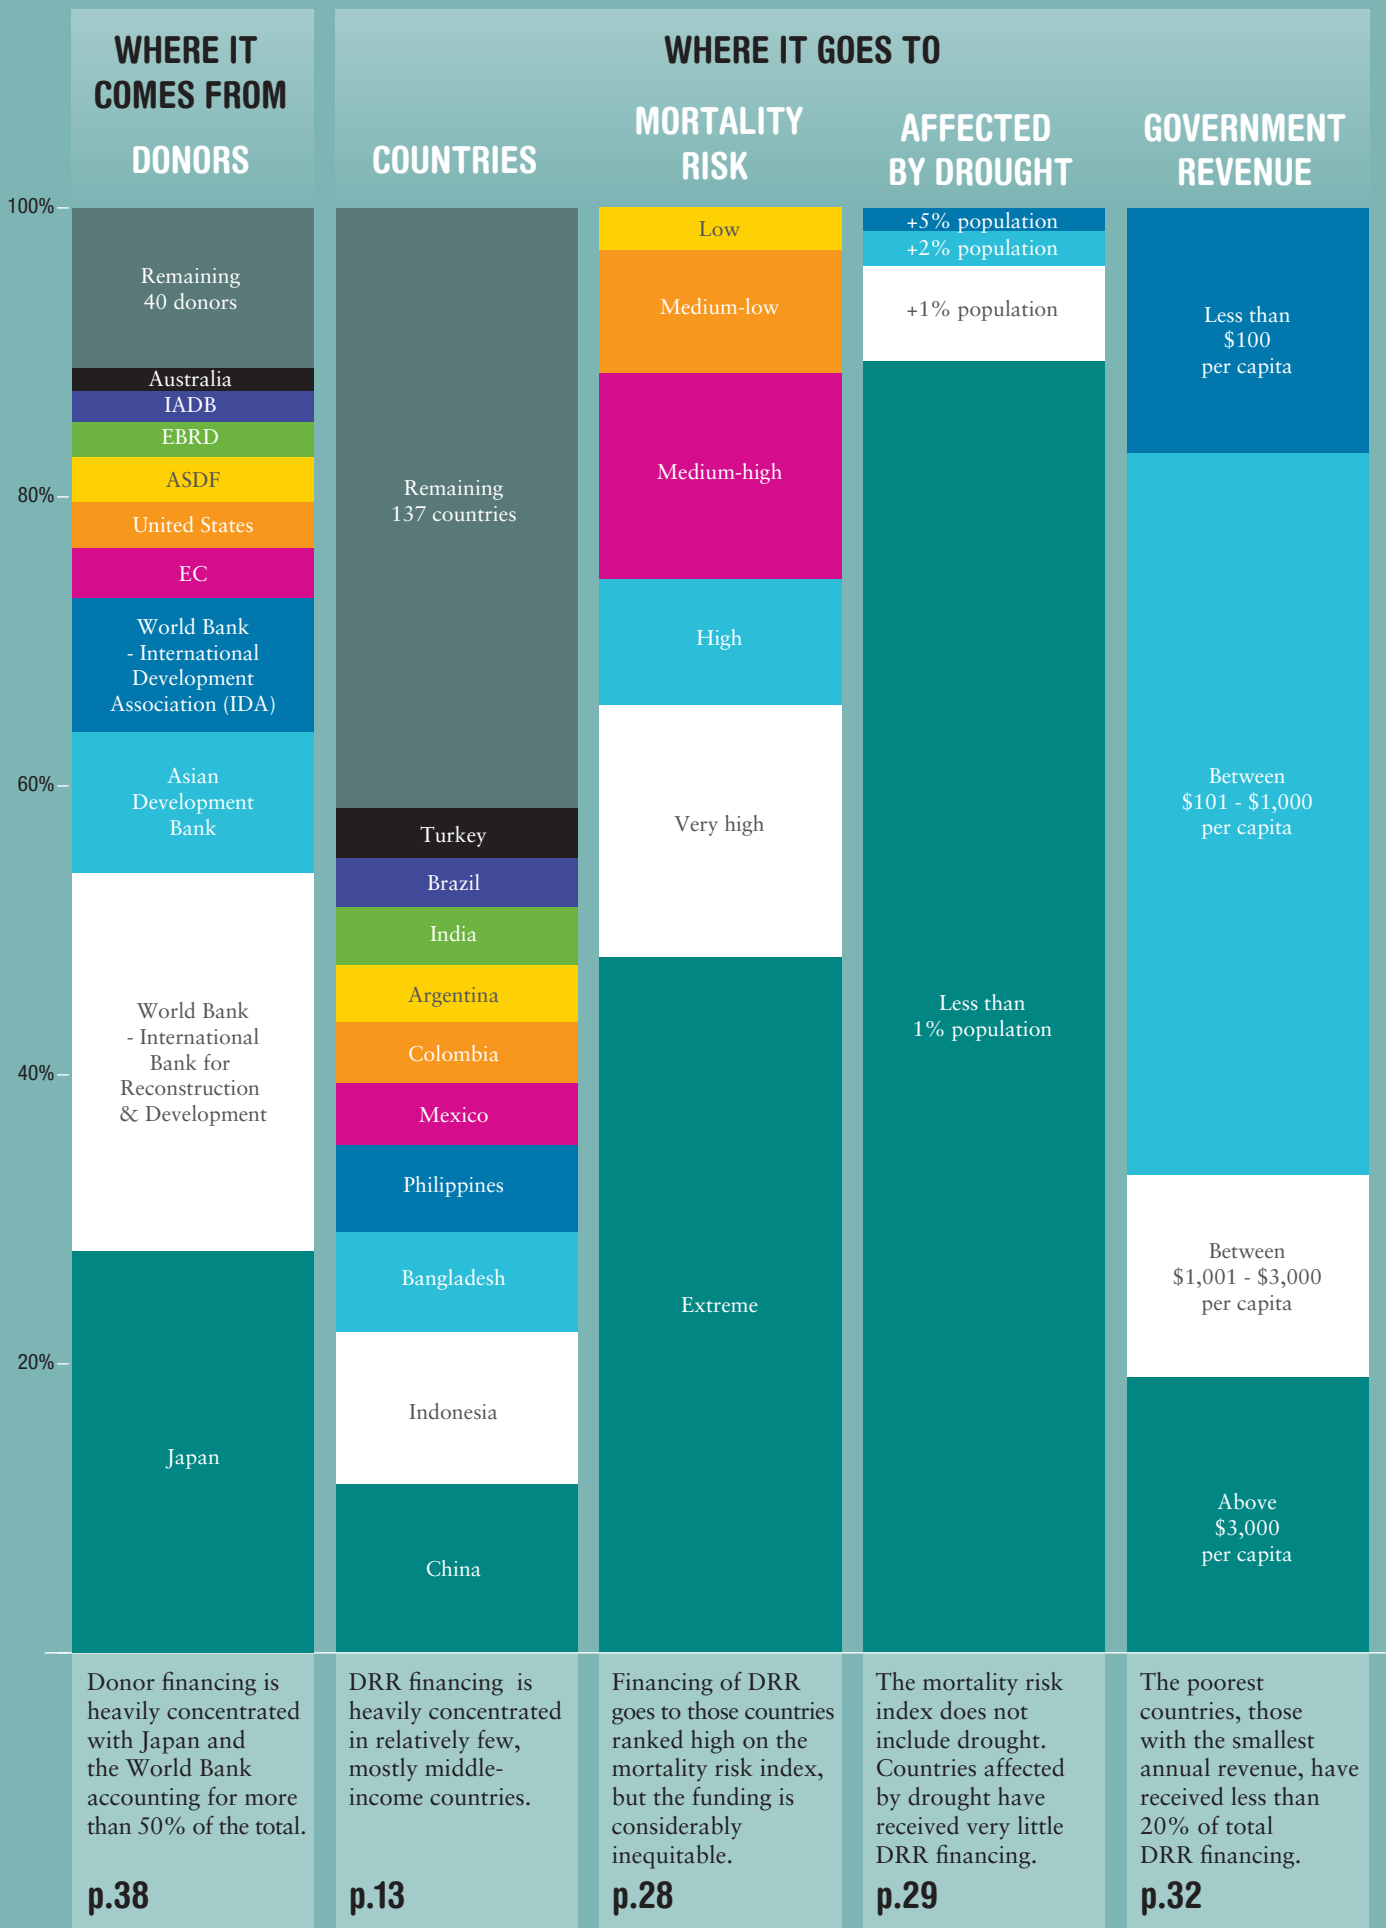 WHERE IT
COMES FROM
DONORS
WHERE IT GOES TO
COUNTRIES
MORTALITY
RISK
AFFECTED
BY DROUGHT
GOVERNMENT
REVENUE
100%
80%
60%
40%
20%
Remaining
40 donors
Australia
IADB
EBRD
ASDF
United States
EC
World Bank
- International
Development
Association (IDA)
Asian
Development
Bank
World Bank
- International
Bank for
Reconstruction
& Development
Japan
Remaining
137 countries
Turkey
Brazil
India
Argentina
Colombia
Mexico
Philippines
Bangladesh
Indonesia
China
Low
Medium-low
Medium-high
High
Very high
Extreme
+5% population
+2% population
+1% population
Less than
1% population
Less than
$100
per capita
Between
$101 - $1,000
per capita
Between
$1,001 - $3,000
per capita
Above
$3,000
per capita
Donor financing is
heavily concentrated
with Japan and
the World Bank
accounting for more
than 50% of the total.
p.38
DRR financing is
heavily concentrated
in relatively few,
mostly middle-
income countries.
p.13
Financing of DRR
goes to those countries
ranked high on the
mortality risk index,
but the funding is
considerably
inequitable.
p.28
The mortality risk
index does not
include drought.
Countries affected
by drought have
received very little
DRR financing.
p.29
The poorest
countries, those
with the smallest
annual revenue, have
received less than
20% of total
DRR financing.
p.32